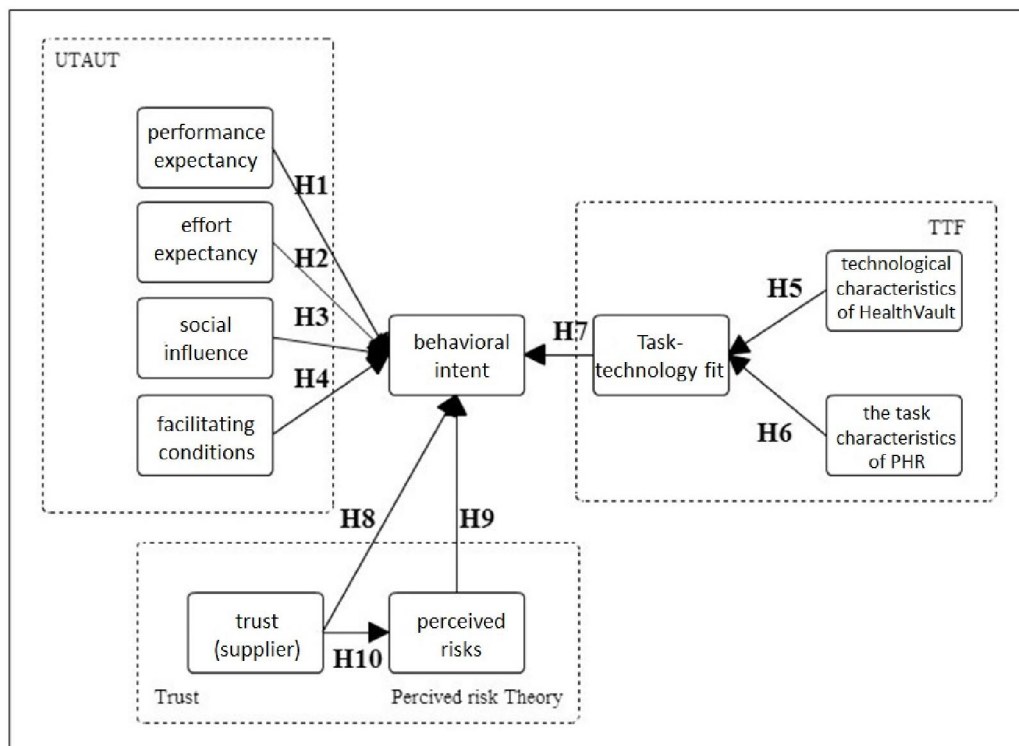 UTAUT
performance
expectancy
H1
effort
expectancy
H2
social
influence
H3
facilitating
conditions
H4
behavioral
intent
H7
Task-
technology fit
TTF
technological
characteristics
of HealthVault
H5
the task
characteristics
of PHR
H6
H8
H9
trust
(supplier)
H10
perceived
risks
Trust
Percived risk Theory